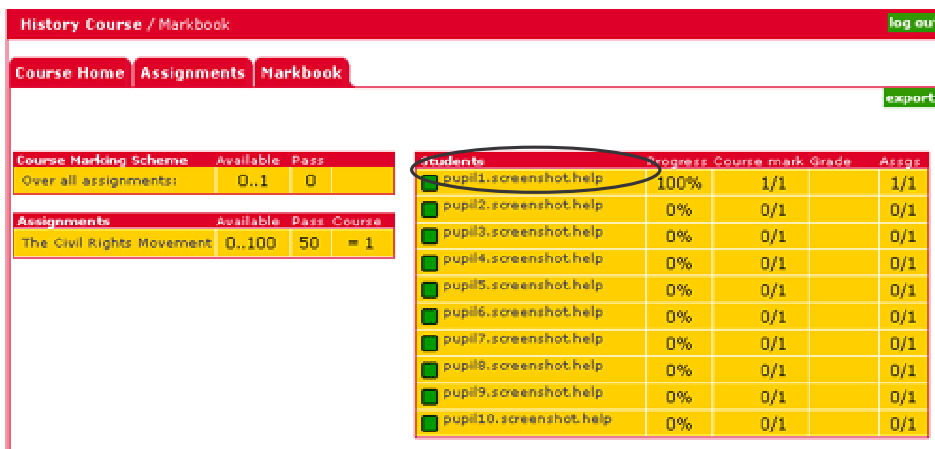 History Course / Markbook
log out
Course Home Assignments Markbook
export
Course Marking Scheme Available Pass
Over all assignments: 0..1 0
Assignments Available Pass Course
The Civil Rights Movement 0..100 50 = 1
Students Progress Course mark Grade Assgs
pupil1.screenshot.help 100% 1/1 1/1
pupil2.screenshot.help 0% 0/1 0/1
pupil3.screenshot.help 0% 0/1 0/1
pupil4.screenshot.help 0% 0/1 0/1
pupil5.screenshot.help 0% 0/1 0/1
pupil6.screenshot.help 0% 0/1 0/1
pupil7.screenshot.help 0% 0/1 0/1
pupil8.screenshot.help 0% 0/1 0/1
pupil9.screenshot.help 0% 0/1 0/1
pupil10.screenshot.help 0% 0/1 0/1